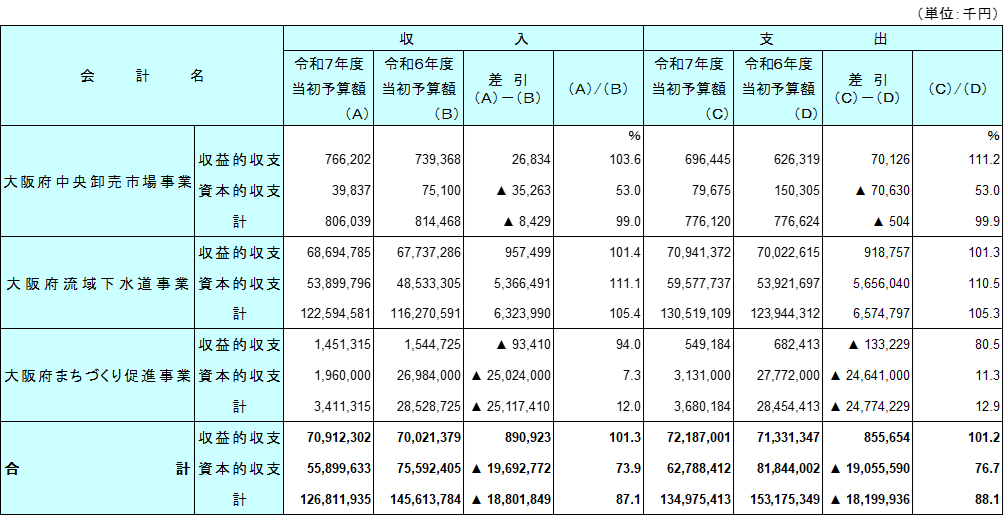 (単位:千円)
会 計 名 収 入 支 出
令和7年度 当初予算額 (A) 令和6年度 当初予算額 (B) 差 引 (A)-(B) (A)/(B) 令和7年度 当初予算額 (C) 令和6年度 当初予算額 (D) 差 引 (C)-(D) (C)/(D)
% %
大阪府中央卸売市場事業 収益的収支 766,202 739,368 26,834 103.6 696,445 626,319 70,126 111.2
資本的収支 39,837 75,100 ▲ 35,263 53.0 79,675 150,305 ▲ 70,630 53.0
計 806,039 814,468 ▲ 8,429 99.0 776,120 776,624 ▲ 504 99.9
大阪府流域下水道事業 収益的収支 68,694,785 67,737,286 957,499 101.4 70,941,372 70,022,615 918,757 101.3
資本的収支 53,899,796 48,533,305 5,366,491 111.1 59,577,737 53,921,697 5,656,040 110.5
計 122,594,581 116,270,591 6,323,990 105.4 130,519,109 123,944,312 6,574,797 105.3
大阪府まちづくり促進事業 収益的収支 1,451,315 1,544,725 ▲ 93,410 94.0 549,184 682,413 ▲ 133,229 80.5
資本的収支 1,960,000 26,984,000 ▲ 25,024,000 7.3 3,131,000 27,772,000 ▲ 24,641,000 11.3
計 3,411,315 28,528,725 ▲ 25,117,410 12.0 3,680,184 28,454,413 ▲ 24,774,229 12.9
合 計 収益的収支 70,912,302 70,021,379 890,923 101.3 72,187,001 71,331,347 855,654 101.2
資本的収支 55,899,633 75,592,405 ▲ 19,692,772 73.9 62,788,412 81,844,002 ▲ 19,055,590 76.7
計 126,811,935 145,613,784 ▲ 18,801,849 87.1 134,975,413 153,175,349 ▲ 18,199,936 88.1